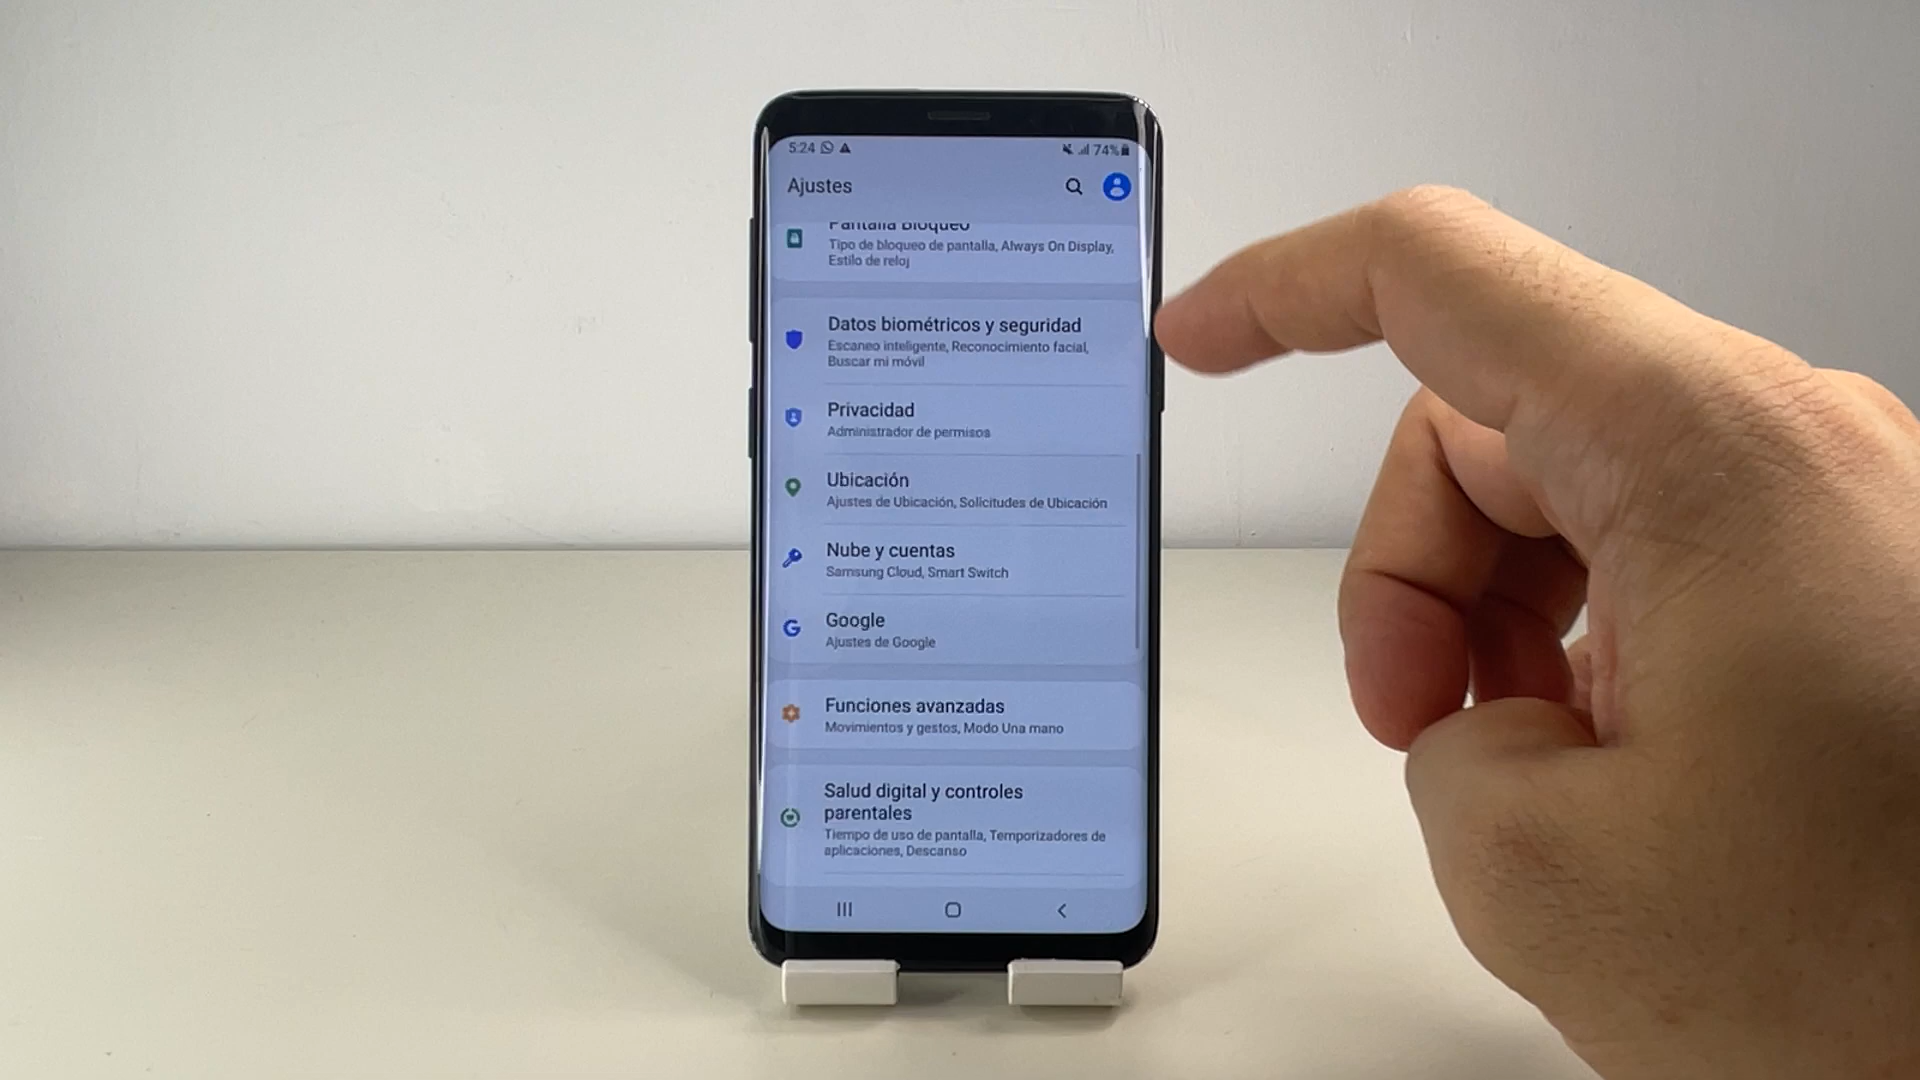 5:24
74%
Ajustes
Pantalla bloqueo
Tipo de bloqueo de pantalla, Always On Display,
Estilo de reloj
Datos biométricos y seguridad
Escaneo inteligente, Reconocimiento facial,
Buscar mi móvil
Privacidad
Administrador de permisos
Ubicación
Ajustes de Ubicación, Solicitudes de Ubicación
Nube y cuentas
Samsung Cloud, Smart Switch
Google
Ajustes de Google
Funciones avanzadas
Movimientos y gestos, Modo Una mano
Salud digital y controles
parentales
Tiempo de uso de pantalla, Temporizadores de
aplicaciones, Descanso